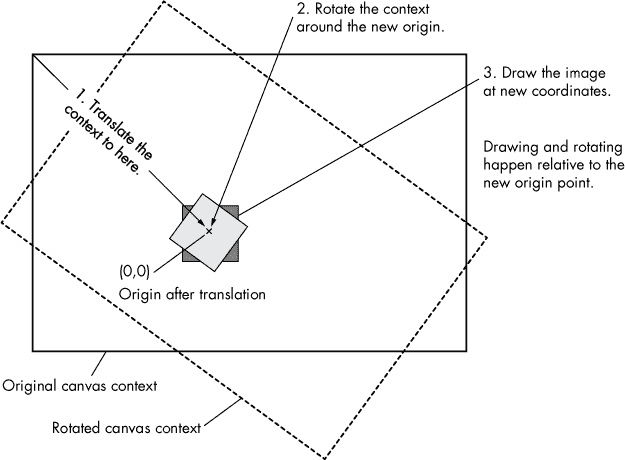 2. Rotate the context
around the new origin.
3. Draw the image
at new coordinates.
1. Translate the
context to here.
Drawing and rotating
happen relative to the
new origin point.
(0,0)
Origin after translation
Original canvas context
Rotated canvas context